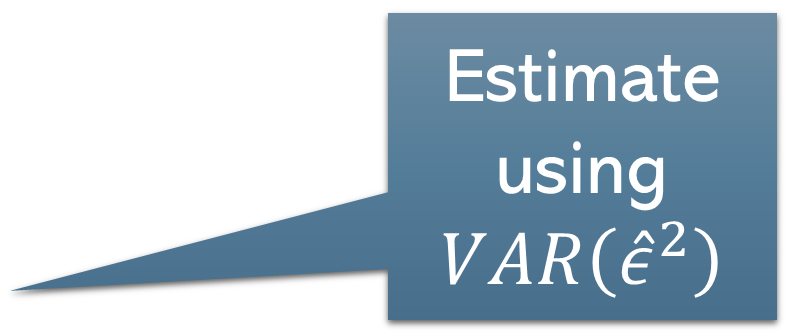 Estimate
using
VAR(ϵ̂²)